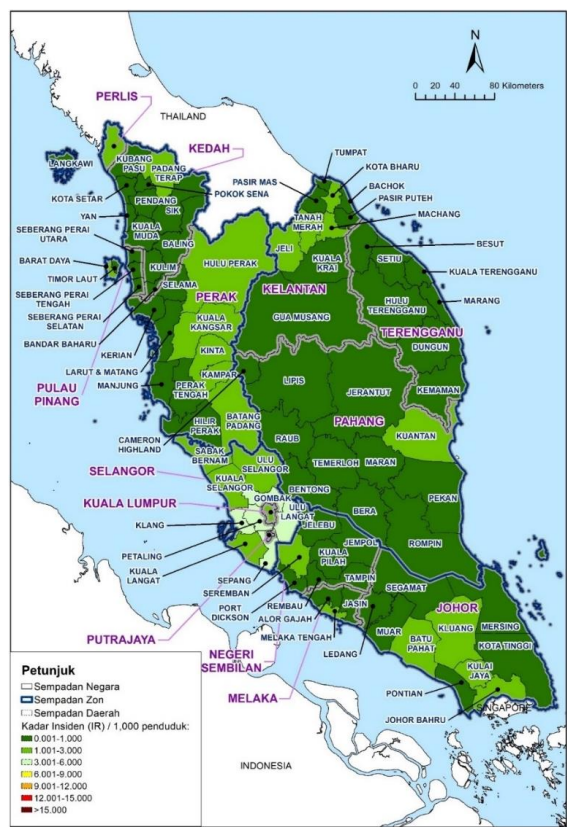 N
0 20 40 60 80 Kilometers
PERLIS
THAILAND
KEDAH
LANGKAWI
KUBANG
PASU
PADANG
TERAP
KOTA SETAR
POKOK SENA
PENDANG
SIK
YAN
KUALA
MUDA
BALING
SEBERANG PERAI
UTARA
BARAT DAYA
KULIM
TIMOR LAUT
SELAMA
SEBERANG PERAI
TENGAH
SEBERANG PERAI
SELATAN
BANDAR BAHARU
KERIAN
LARUT & MATANG
PULAU
PINANG
MANJUNG
HULU PERAK
PERAK
KUALA
KANGSAR
KINTA
KAMPAR
PERAK
TENGAH
HILIR
PERAK
BATANG
PADANG
CAMERON
HIGHLAND
TUMPAT
KOTA BHARU
PASIR MAS
BACHOK
PASIR PUTEH
MACHANG
TANAH
MERAH
JELI
KUALA
KRAI
KELANTAN
GUA MUSANG
BESUT
SETIU
KUALA TERENGGANU
MARANG
HULU
TERENGGANU
TERENGGANU
DUNGUN
KEMAMAN
LIPIS
JERANTUT
PAHANG
KUANTAN
RAUB
TEMERLOH
MARAN
BENTONG
PEKAN
BERA
ROMPIN
SABAK
BERNAM
SELANGOR
ULU
SELANGOR
KUALA
SELANGOR
KUALA LUMPUR
GOMBAK
ULU
LANGAT
KLANG
PETALING
KUALA
LANGAT
SEPANG
PUTRAJAYA
JELEBU
JEMPOL
KUALA
PILAH
SEREMBAN
TAMPIN
PORT
DICKSON
REMBAU
ALOR GAJAH
JASIN
MELAKA TENGAH
NEGERI
SEMBILAN
LEDANG
MELAKA
SEGAMAT
JOHOR
MUAR
BATU
PAHAT
KLUANG
MERSING
KOTA TINGGI
KULAI
JAYA
PONTIAN
JOHOR BAHRU
SINGAPORE
INDONESIA
Petunjuk
Sempadan Negara
Sempadan Zon
Sempadan Daerah
Kadar Insiden (IR) / 1,000 penduduk:
0.001-1.000
1.001-3.000
3.001-6.000
6.001-9.000
9.001-12.000
12.001-15.000
>15.000